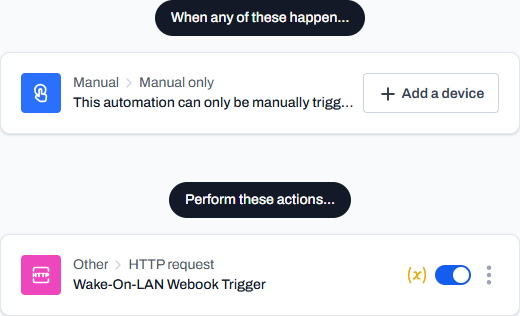 When any of these happen...
Manual > Manual only
This automation can only be manually trigg...
+ Add a device
Perform these actions...
HTTP
Other > HTTP request
Wake-On-LAN Webook Trigger
(x)